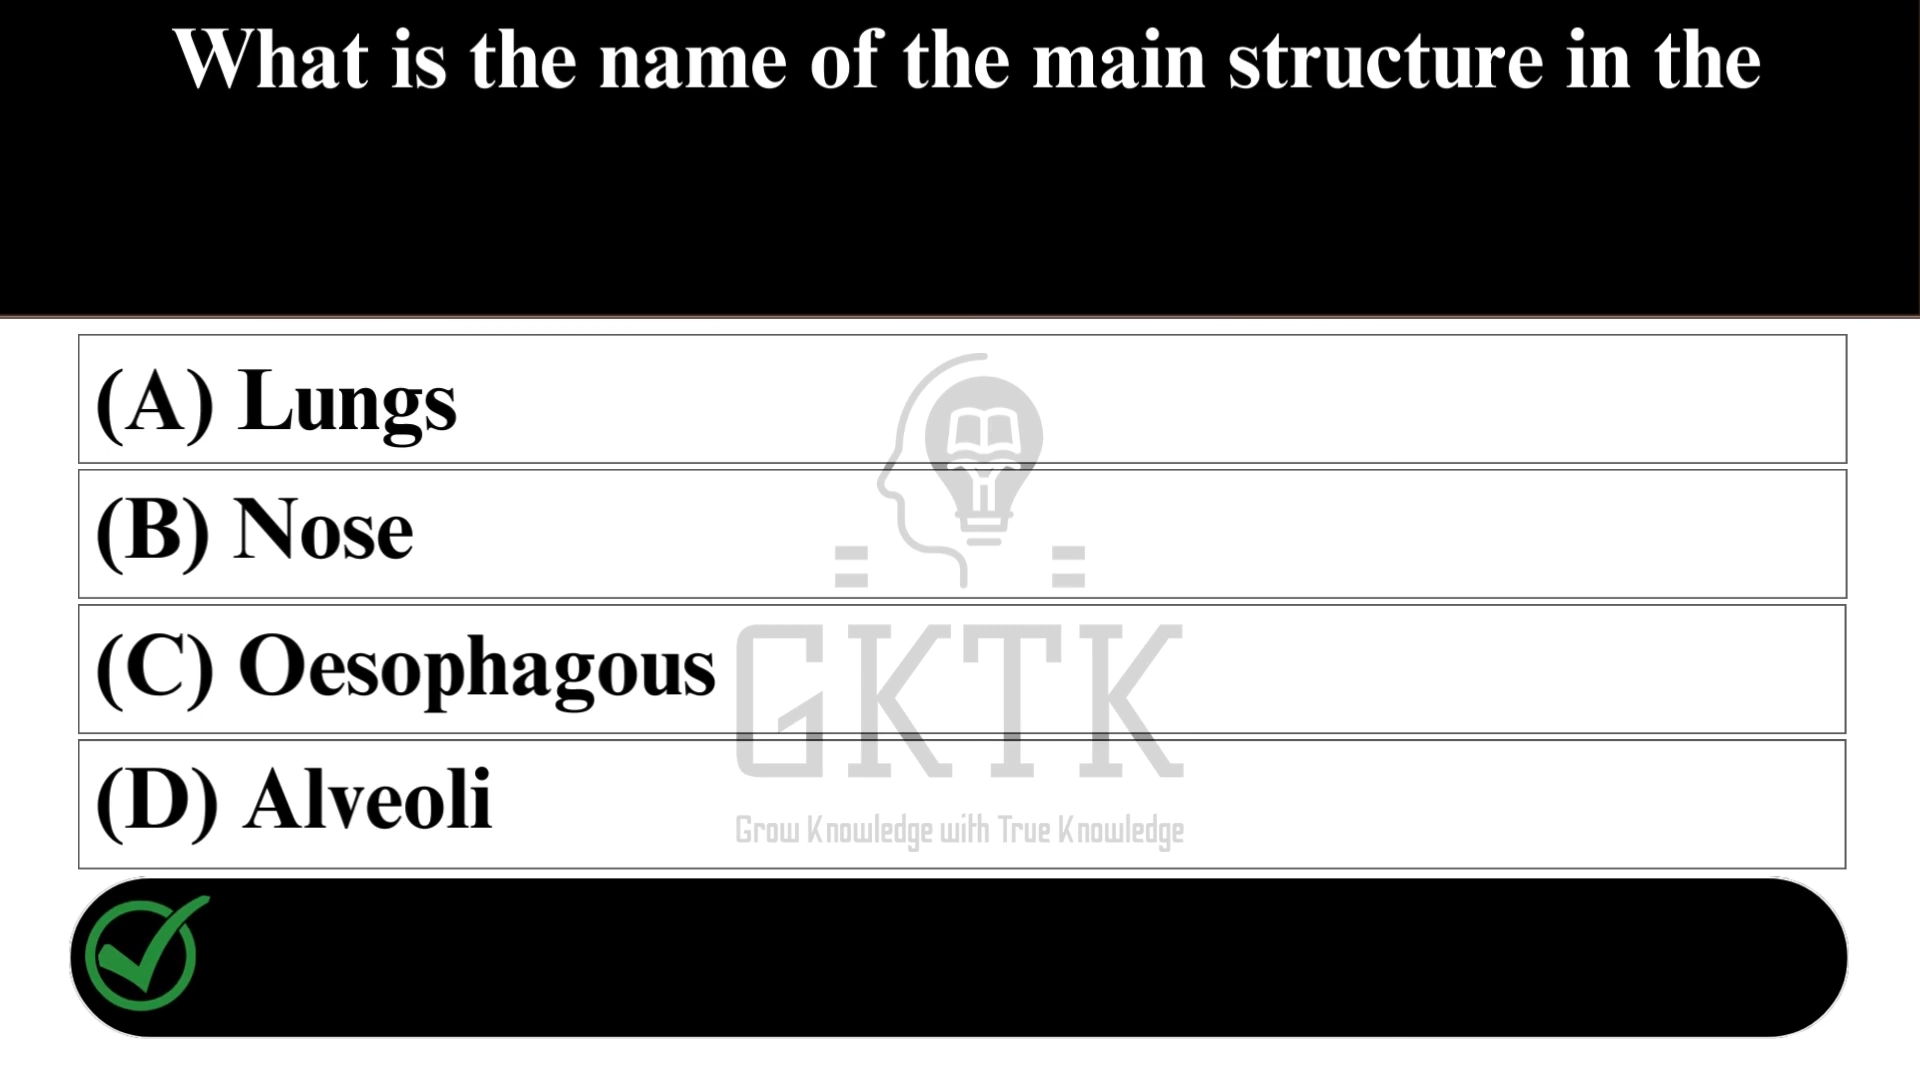 What is the name of the main structure in the
(A) Lungs
(B) Nose
(C) Oesophagous
(D) Alveoli
GKTK
Grow Knowledge with True Knowledge